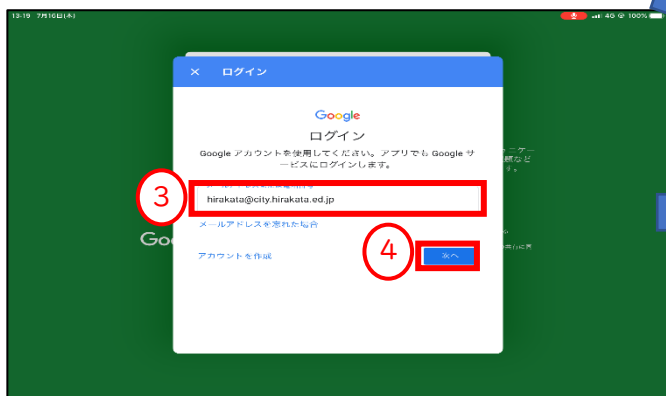 13:19 7月16日(木)
4G 100%
× ログイン
Google
ログイン
Google アカウントを使用してください。アプリでも Google サ
ービスにログインします。
3
hirakata@city.hirakata.ed.jp
メールアドレスを忘れた場合
Goo
4
アカウントを作成
次へ